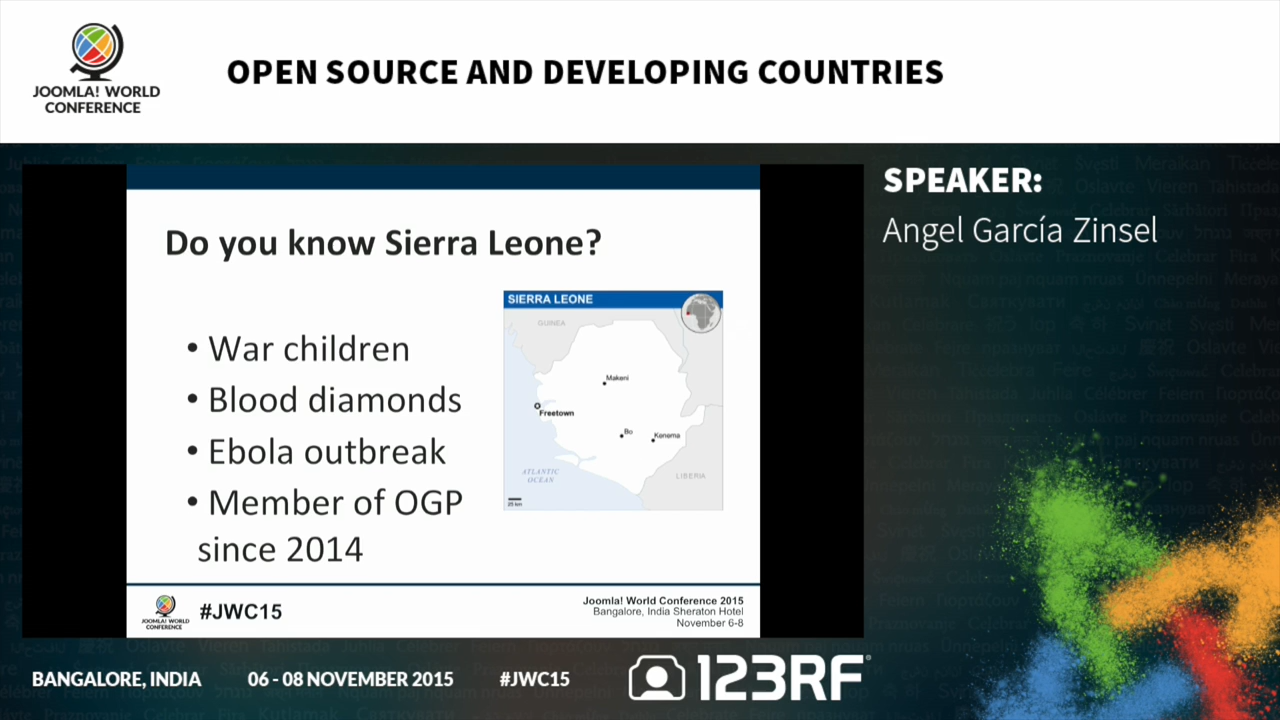 JOOMLA! WORLD
CONFERENCE
OPEN SOURCE AND DEVELOPING COUNTRIES
SPEAKER:
Angel García Zinsel
Do you know Sierra Leone?
• War children
• Blood diamonds
• Ebola outbreak
• Member of OGP
since 2014
SIERRA LEONE
GUINEA
Makeni
Freetown
Bo
Kenema
ATLANTIC
OCEAN
LIBERIA
25 km
JOOMLA! WORLD
CONFERENCE
#JWC15
Joomla! World Conference 2015
Bangalore, India Sheraton Hotel
November 6-8
BANGALORE, INDIA
06 - 08 NOVEMBER 2015
#JWC15
123RF®